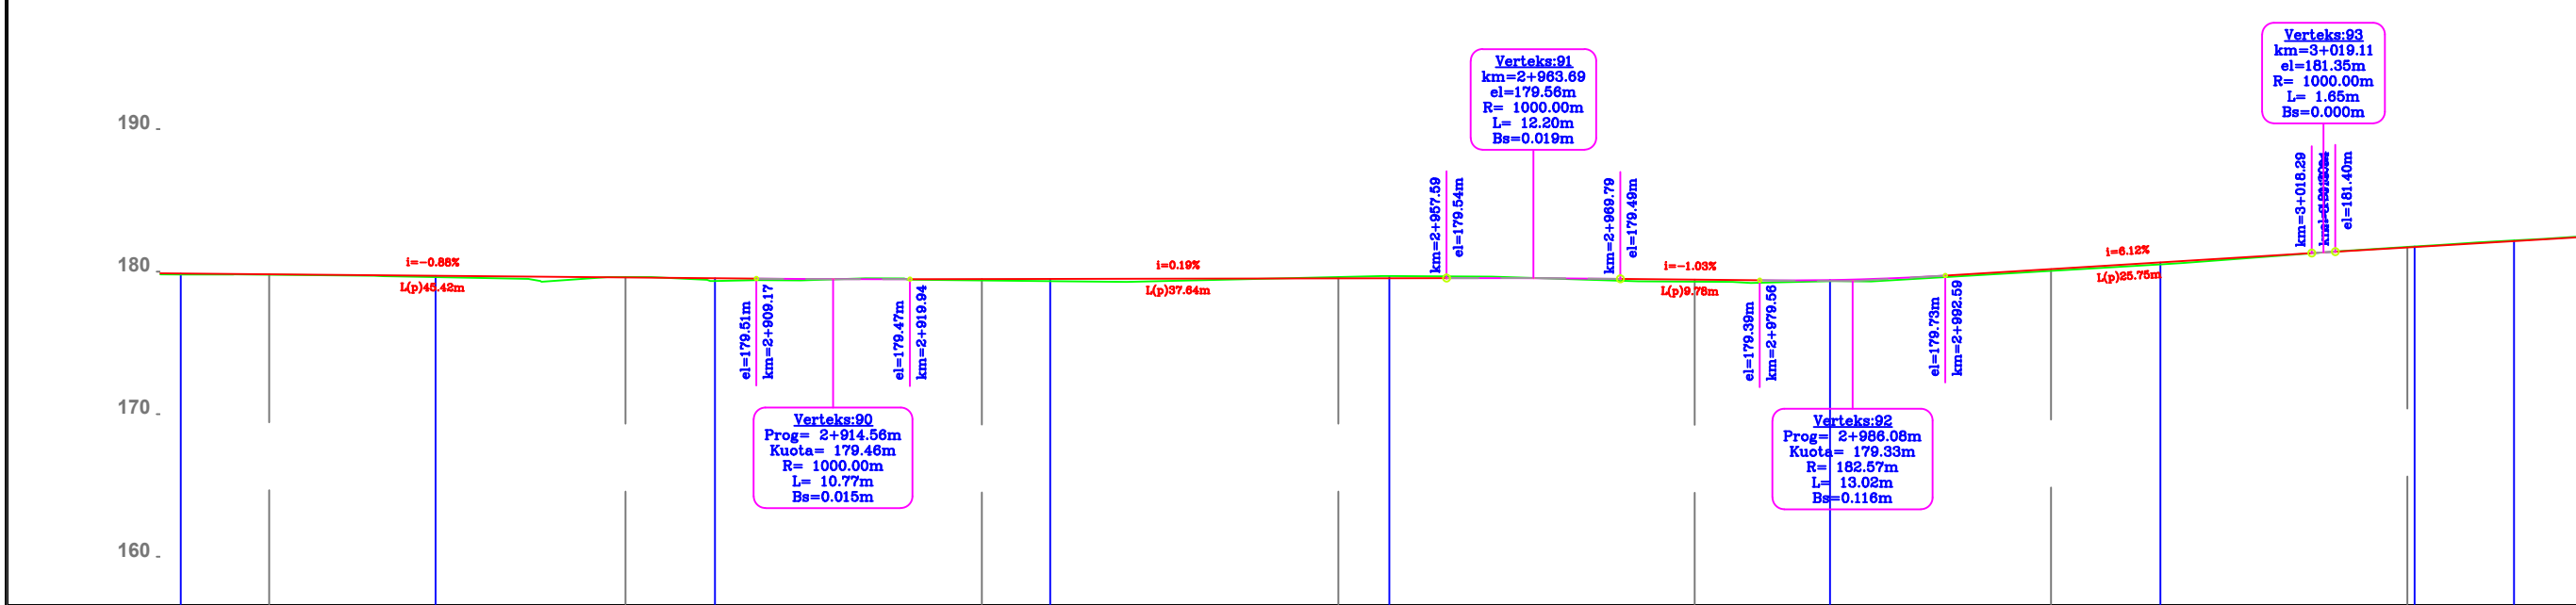 Verteks:93
km=3+019.11
el=181.35m
R= 1000.00m
L= 1.65m
Bs=0.000m
Verteks:91
km=2+963.69
el=179.56m
R= 1000.00m
L= 12.20m
Bs=0.019m
190
km=2+957.59
el=179.54m
km=2+969.79
el=179.49m
km=3+018.29
el=181.40m
180
i=-0.88%
L(p)45.42m
i=0.19%
L(p)37.64m
i=-1.03%
L(p)9.78m
i=6.12%
L(p)25.75m
el=179.51m
km=2+909.17
el=179.47m
km=2+919.94
el=179.39m
km=2+979.56
el=179.73m
km=2+992.59
170
Verteks:90
Prog= 2+914.56m
Kuota= 179.46m
R= 1000.00m
L= 10.77m
Bs=0.015m
Verteks:92
Prog= 2+986.08m
Kuota= 179.33m
R= 182.57m
L= 13.02m
Bs=0.116m
160